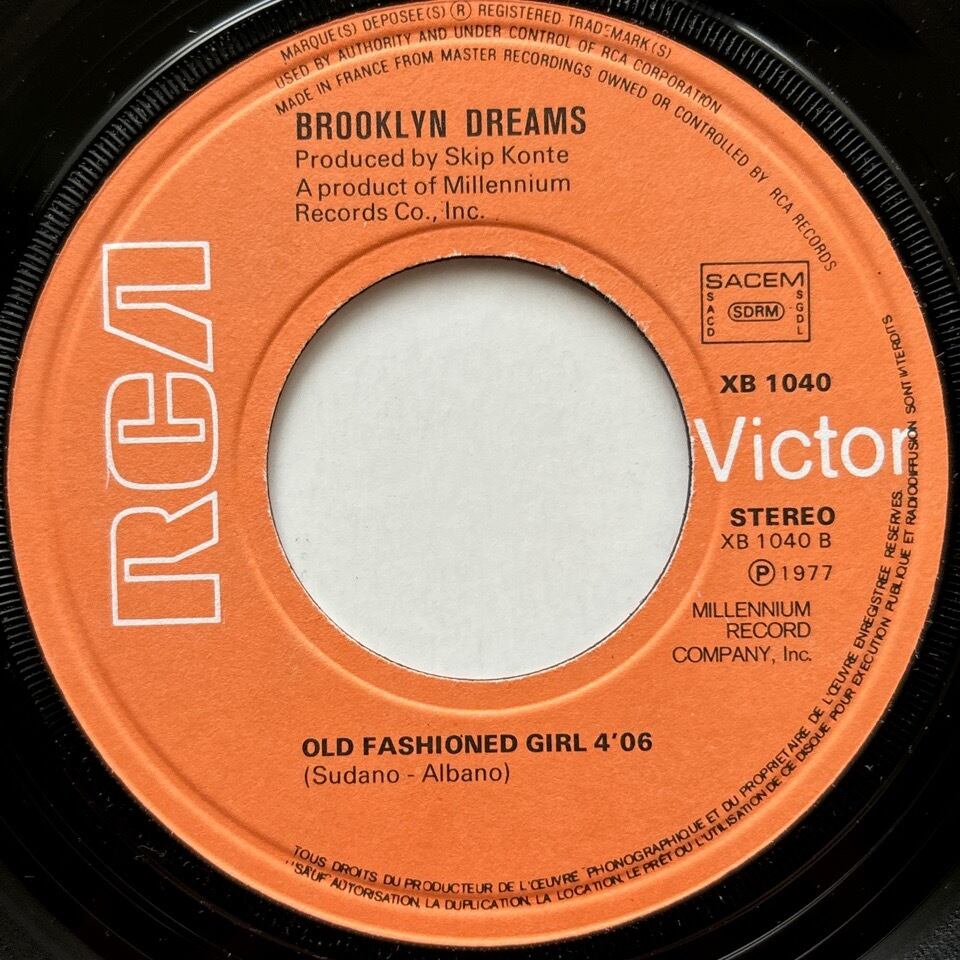 MARQUE(S) DEPOSEE(S) ® REGISTERED TRADEMARK(S)
USED BY AUTHORITY AND UNDER CONTROL OF RCA CORPORATION
MADE IN FRANCE FROM MASTER RECORDINGS OWNED OR CONTROLLED BY RCA RECORDS
BROOKLYN DREAMS
Produced by Skip Konte
A product of Millennium
Records Co., Inc.
RCA
SACEM
SACD
SDRM
SGDL
XB 1040
Victor
STEREO
XB 1040 B
℗ 1977
MILLENNIUM
RECORD
COMPANY, Inc.
OLD FASHIONED GIRL 4'06
(Sudano - Albano)
TOUS DROITS DU PRODUCTEUR DE L'ŒUVRE PHONOGRAPHIQUE ET DU PROPRIETAIRE DE L'ŒUVRE ENREGISTREE RESERVES.
SAUF AUTORISATION, LA DUPLICATION, LA LOCATION, LE PRÊT OU L'UTILISATION DE CE DISQUE POUR EXECUTION PUBLIQUE ET RADIODIFFUSION SONT INTERDITS